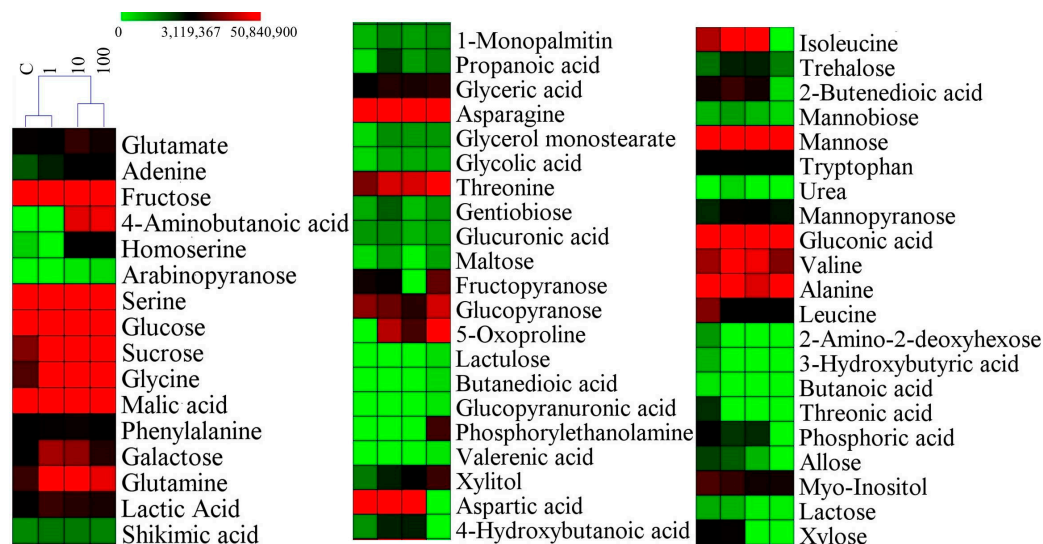 0 3,119,367 50,840,900
C 1 10 100
Glutamate
Adenine
Fructose
4-Aminobutanoic acid
Homoserine
Arabinopyranose
Serine
Glucose
Sucrose
Glycine
Malic acid
Phenylalanine
Galactose
Glutamine
Lactic Acid
Shikimic acid
1-Monopalmitin
Propanoic acid
Glyceric acid
Asparagine
Glycerol monostearate
Glycolic acid
Threonine
Gentiobiose
Glucuronic acid
Maltose
Fructopyranose
Glucopyranose
5-Oxoproline
Lactulose
Butanedioic acid
Glucopyranuronic acid
Phosphorylethanolamine
Valerenic acid
Xylitol
Aspartic acid
4-Hydroxybutanoic acid
Isoleucine
Trehalose
2-Butenedioic acid
Mannobiose
Mannose
Tryptophan
Urea
Mannopyranose
Gluconic acid
Valine
Alanine
Leucine
2-Amino-2-deoxyhexose
3-Hydroxybutyric acid
Butanoic acid
Threonic acid
Phosphoric acid
Allose
Myo-Inositol
Lactose
Xylose